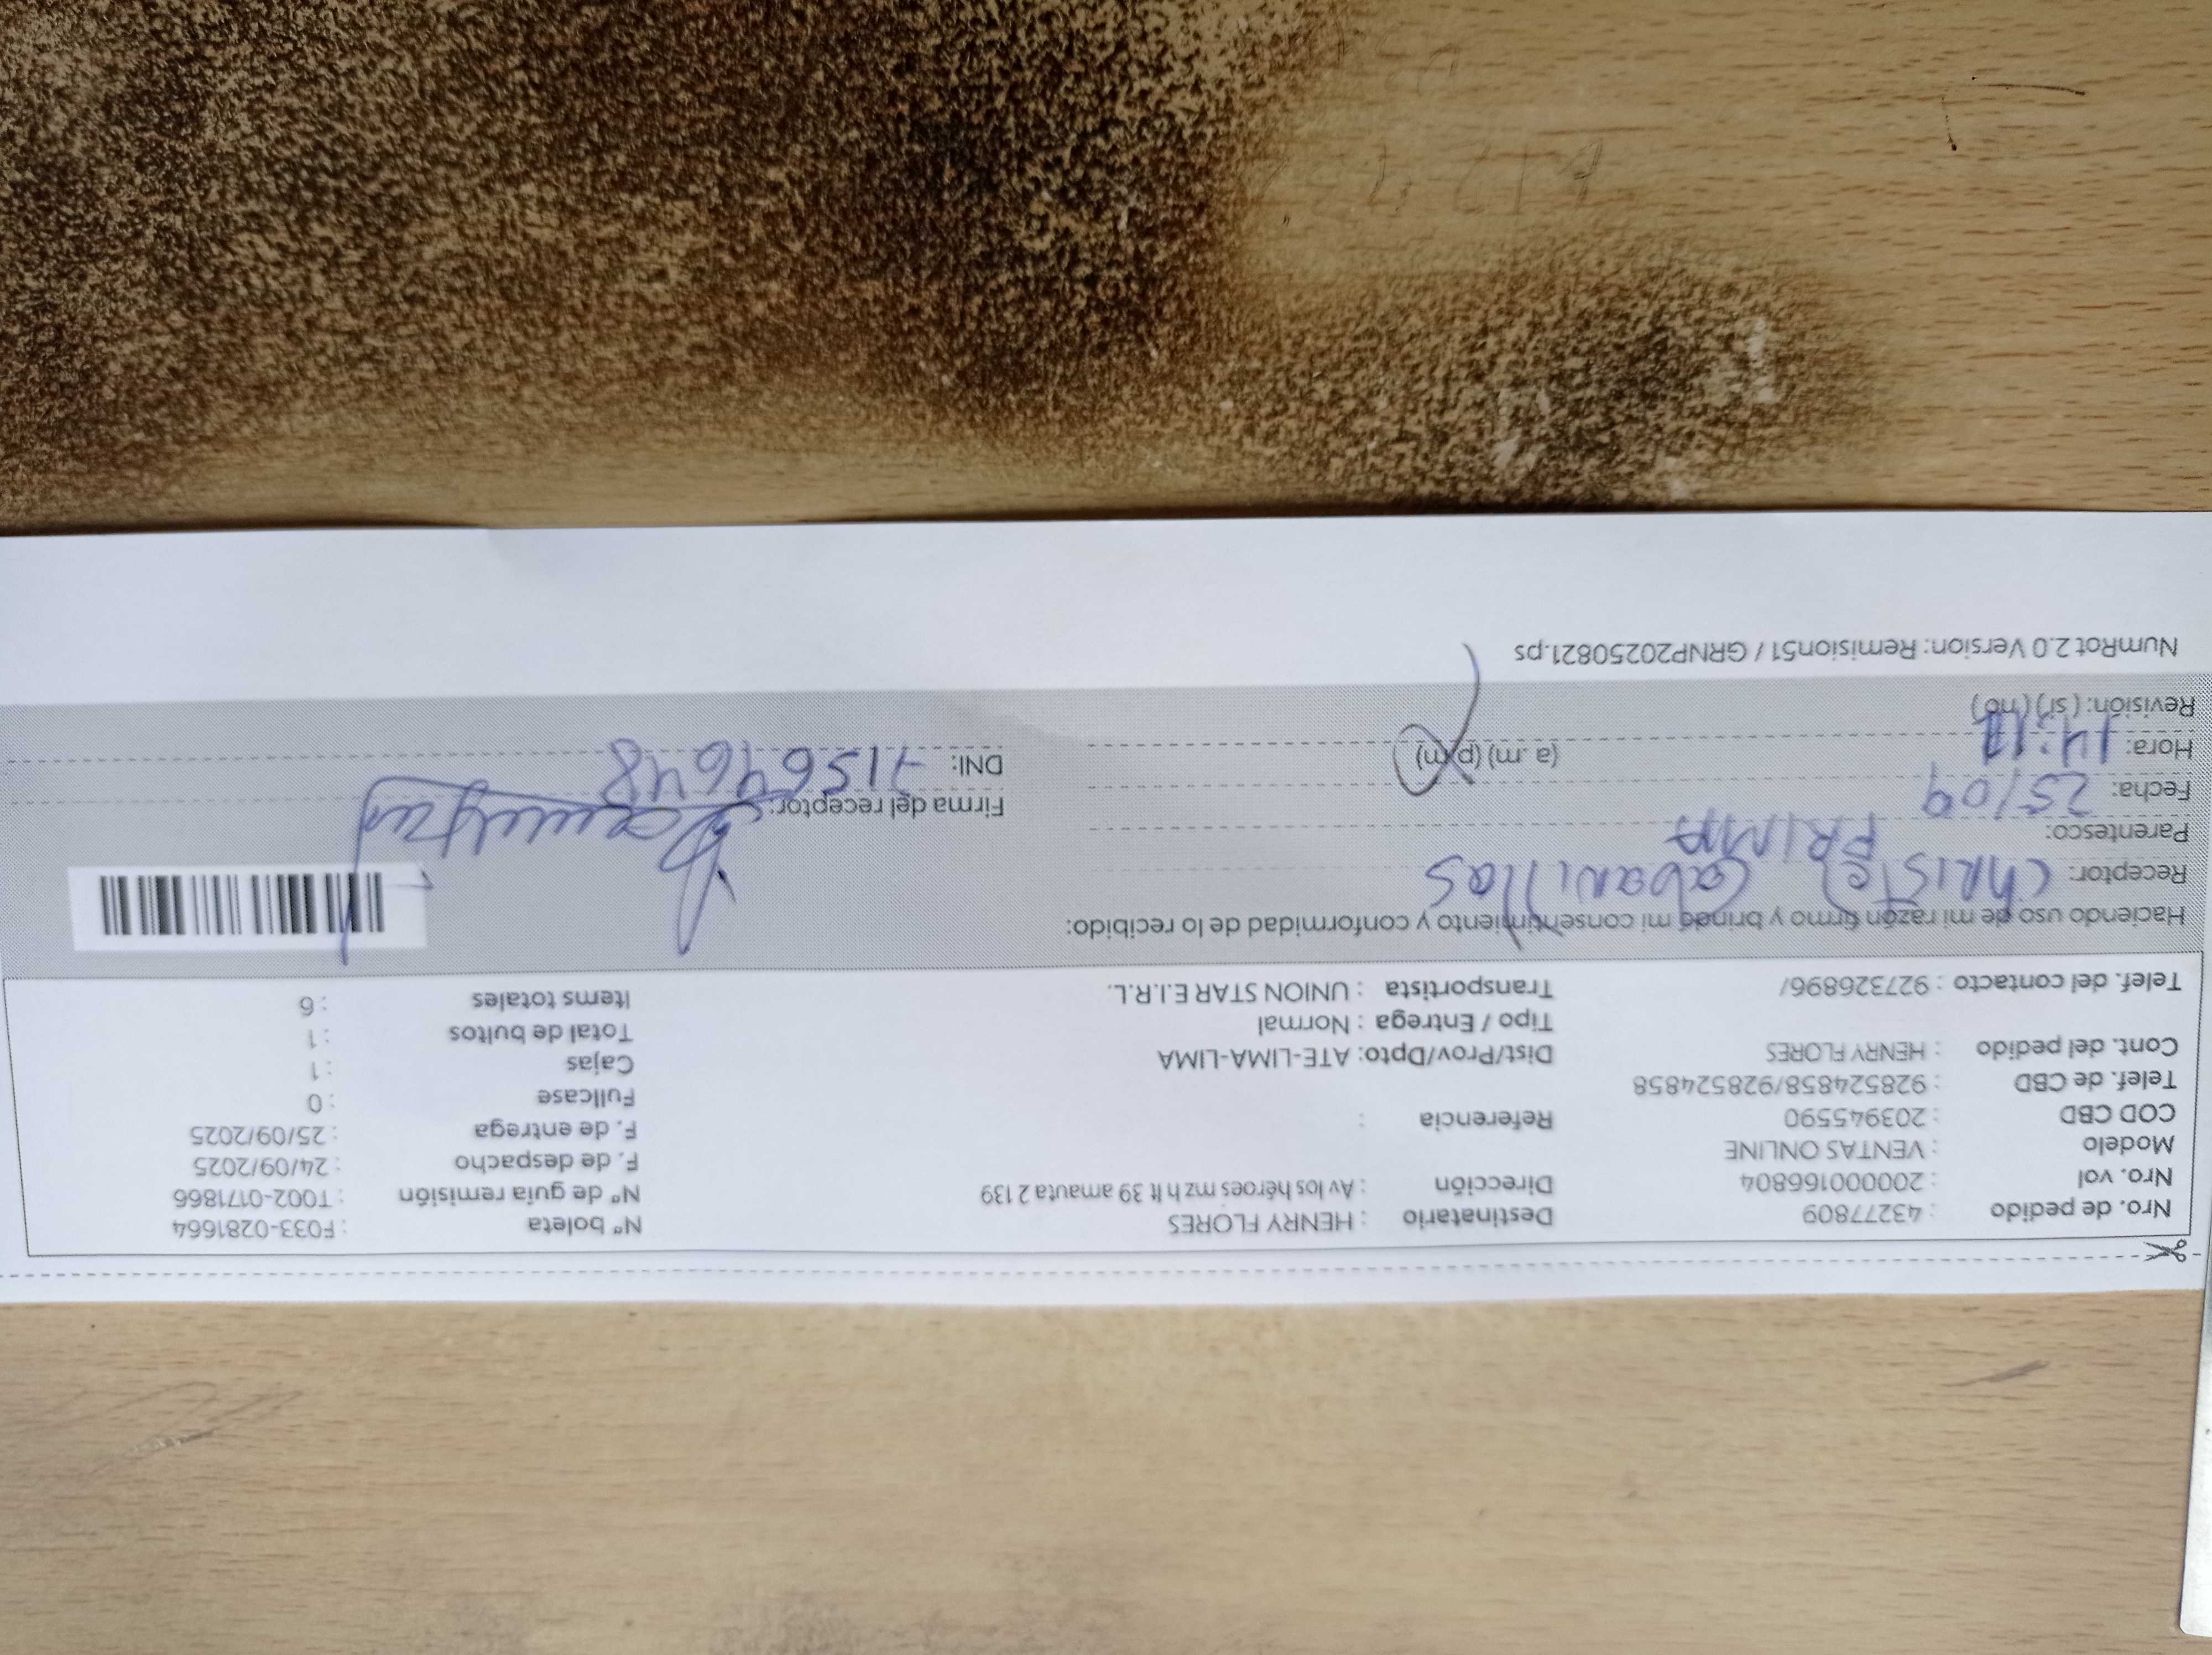 Nro. de pedido : 43277809 Destinatario : HENRY FLORES N° boleta : F033-0281664
Nro. vol : 20000166804 Dirección : Av los héroes mz h lt 39 amauta 2 139 N° de guía remisión : T002-0171866
Modelo : VENTAS ONLINE F. de despacho : 24/09/2025
COD CBD : 203945590 Referencia : F. de entrega : 25/09/2025
Telef. de CBD : 928524858/928524858 Fullcase : 0
Cont. del pedido : HENRY FLORES Dist/Prov/Dpto: ATE-LIMA-LIMA Cajas : 1
Tipo / Entrega : Normal Total de bultos : 1
Telef. del contacto : 927326896/ Transportista : UNION STAR E.I.R.L. Items totales : 6
Haciendo uso de mi razón firmo y brindo mi consentimiento y conformidad de lo recibido:
Receptor: Cabanillas
Parentesco: PRIMA Firma del receptor:
Fecha: 25/09 DNI: 71564648
Hora: 14:11 (a .m) (p.m)
Revisión: ( sí ) ( no )
NumRot 2.0 Version: Remision51 / GRNP20250821.ps